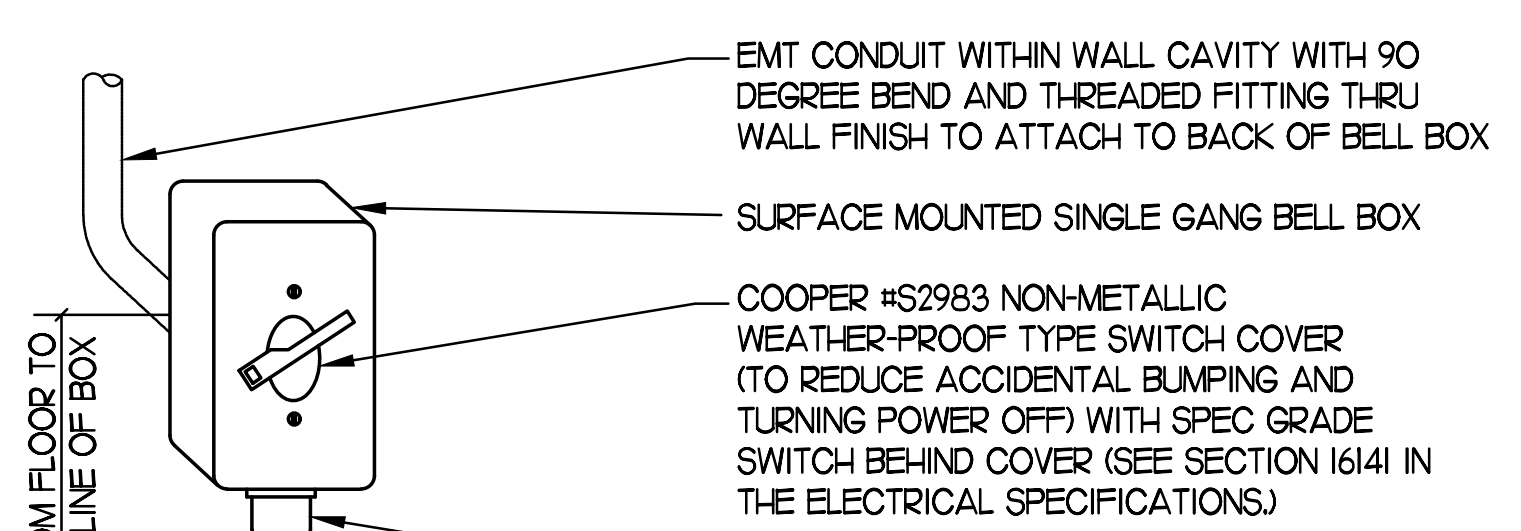 EMT CONDUIT WITHIN WALL CAVITY WITH 90
DEGREE BEND AND THREADED FITTING THRU
WALL FINISH TO ATTACH TO BACK OF BELL BOX
SURFACE MOUNTED SINGLE GANG BELL BOX
COOPER #S2983 NON-METALLIC
WEATHER-PROOF TYPE SWITCH COVER
(TO REDUCE ACCIDENTAL BUMPING AND
TURNING POWER OFF) WITH SPEC GRADE
SWITCH BEHIND COVER (SEE SECTION 16141 IN
THE ELECTRICAL SPECIFICATIONS.)
FLOOR TO
LINE OF BOX